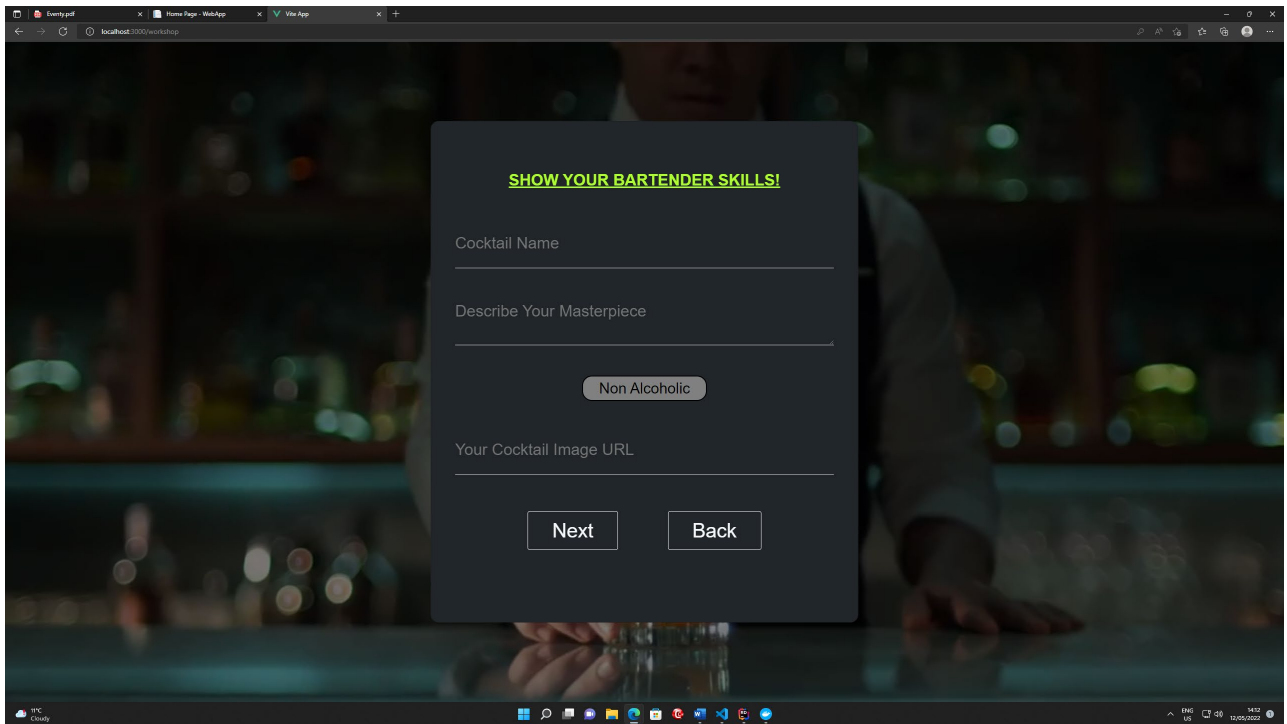 Eventy.pdf
Home Page - WebApp
Vite App
localhost:3000/workshop
SHOW YOUR BARTENDER SKILLS!
Cocktail Name
Describe Your Masterpiece
Non Alcoholic
Your Cocktail Image URL
Next Back
11°C
Cloudy
ENG
US
14:12
12/05/2022